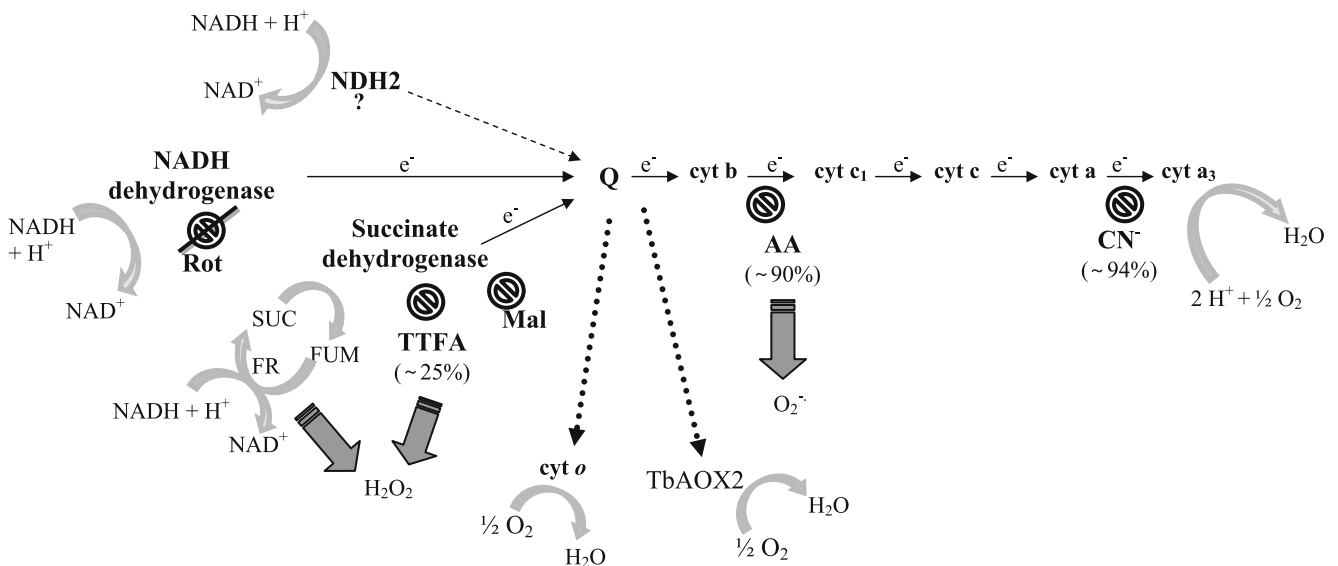 NADH + H⁺
NAD⁺
NDH2
?
NADH
dehydrogenase
e⁻
Q
e⁻
cyt b
e⁻
cyt c₁
e⁻
cyt c
e⁻
cyt a
e⁻
cyt a₃
NADH
+ H⁺
Rot
NAD⁺
Succinate
dehydrogenase
e⁻
Mal
TTFA
(~25%)
AA
(~90%)
CN⁻
(~94%)
H₂O
2 H⁺ + ½ O₂
SUC
FUM
FR
NADH + H⁺
NAD⁺
H₂O₂
O₂⁻·
cyt o
½ O₂
H₂O
TbAOX2
H₂O
½ O₂